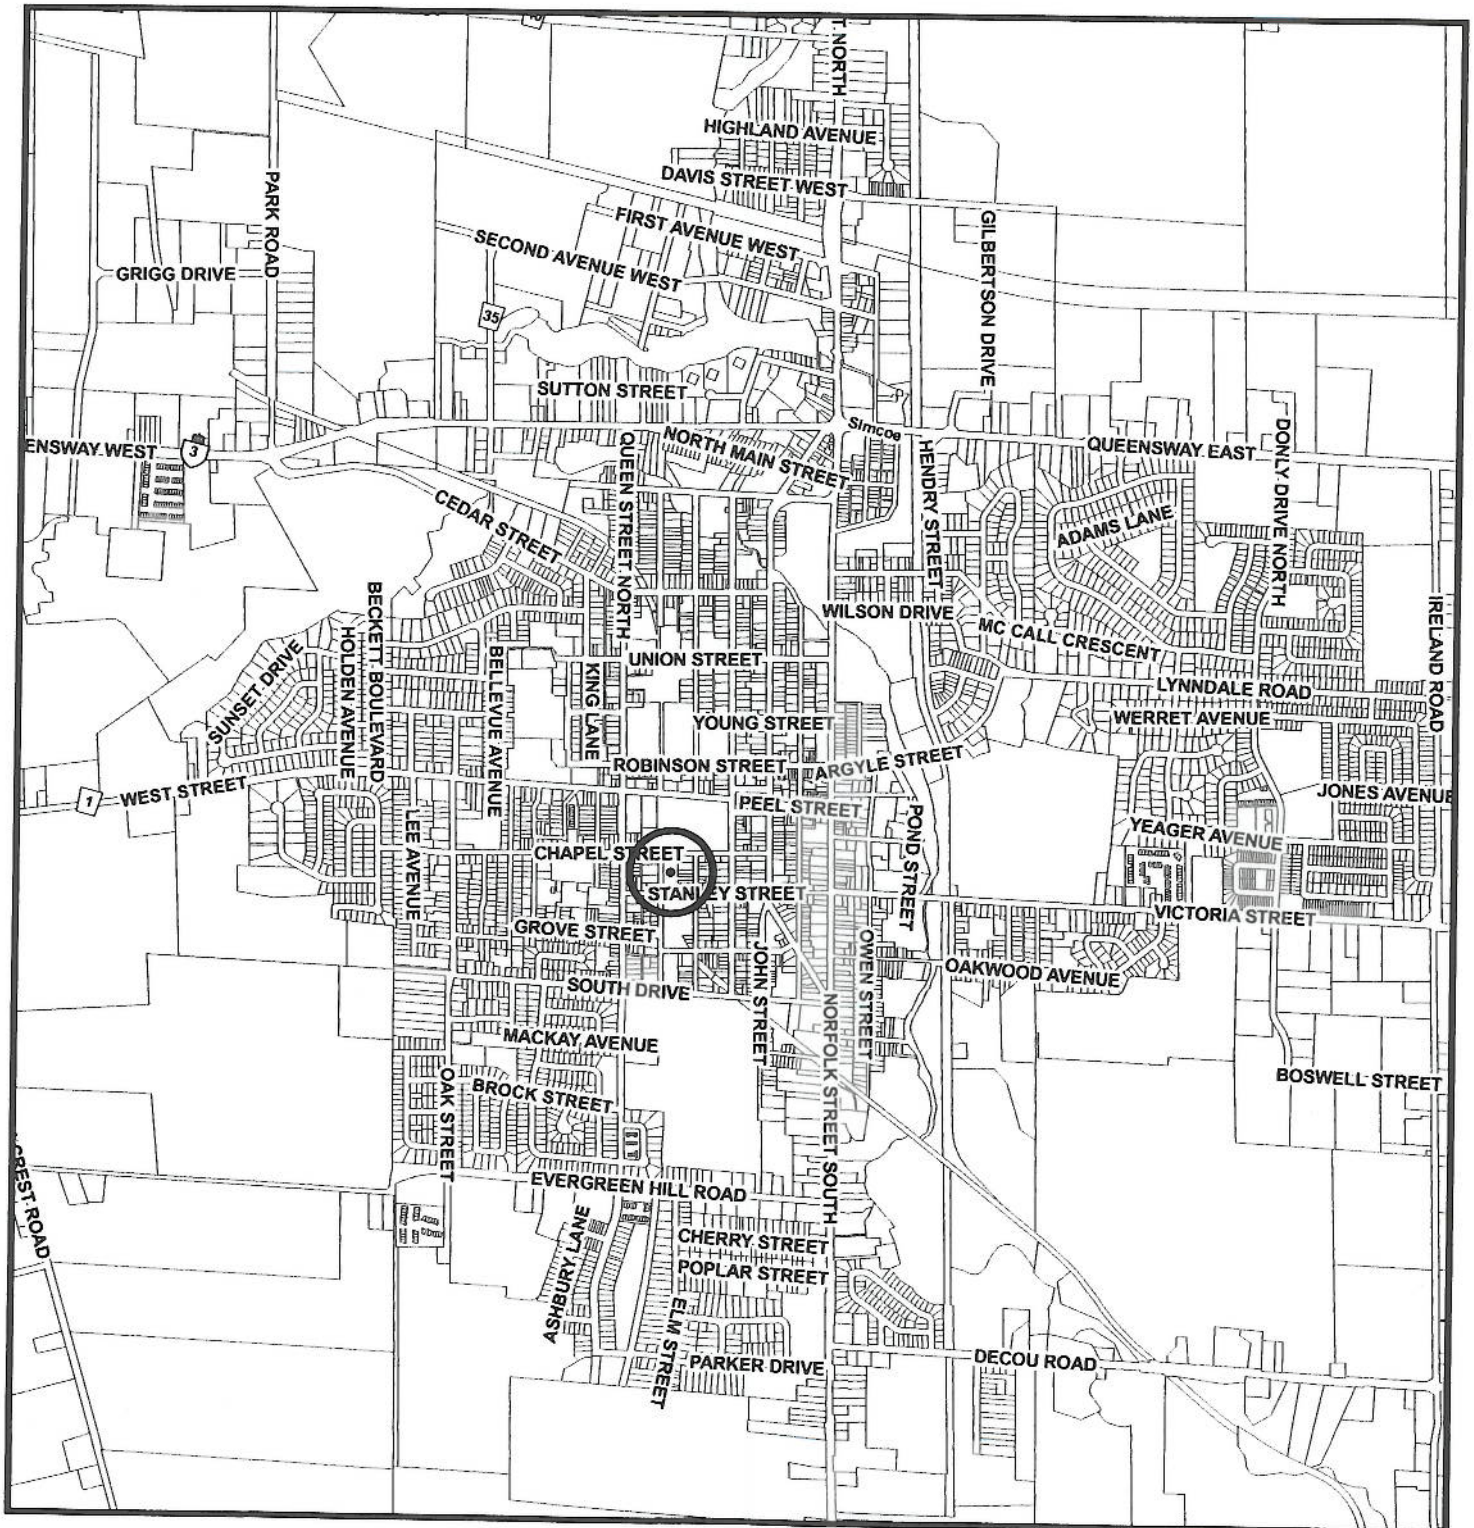 T. NORTH
HIGHLAND AVENUE
DAVIS STREET WEST
PARK ROAD
FIRST AVENUE WEST
GILBERTSON DRIVE
SECOND AVENUE WEST
GRIGG DRIVE
35
SUTTON STREET
Simcoe
NORTH MAIN STREET
QUEENSWAY EAST
ENSWAY WEST
3
QUEEN STREET NORTH
HENDRY STREET
DONLY DRIVE NORTH
CEDAR STREET
ADAMS LANE
BECKETT BOULEVARD
WILSON DRIVE
MC CALL CRESCENT
IRELAND ROAD
HOLDEN AVENUE
SUNSET DRIVE
BELLEVUE AVENUE
KING LANE
UNION STREET
LYNNDALE ROAD
YOUNG STREET
WERRET AVENUE
ROBINSON STREET
ARGYLE STREET
WEST STREET
1
PEEL STREET
JONES AVENUE
LEE AVENUE
POND STREET
YEAGER AVENUE
CHAPEL STREET
STANLEY STREET
VICTORIA STREET
GROVE STREET
JOHN STREET
OWEN STREET
OAKWOOD AVENUE
SOUTH DRIVE
NORFOLK STREET SOUTH
MACKAY AVENUE
OAK STREET
BROCK STREET
BOSWELL STREET
CREST ROAD
EVERGREEN HILL ROAD
ASHBURY LANE
CHERRY STREET
POPLAR STREET
ELM STREET
PARKER DRIVE
DECOU ROAD